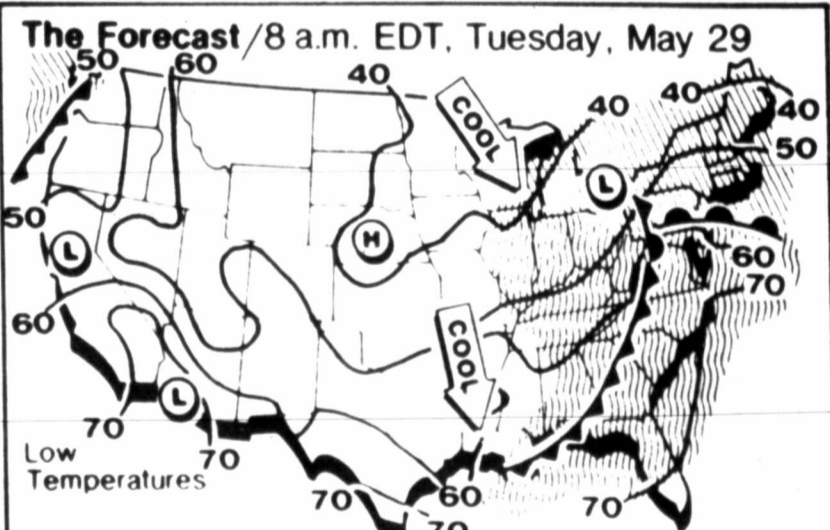 The Forecast/8 a.m. EDT, Tuesday, May 29
50 60 40 40 40 40
COOL
50
L
50 L H
60
70
60
COOL
L
70
Low
Temperatures
70
70 60 70
70